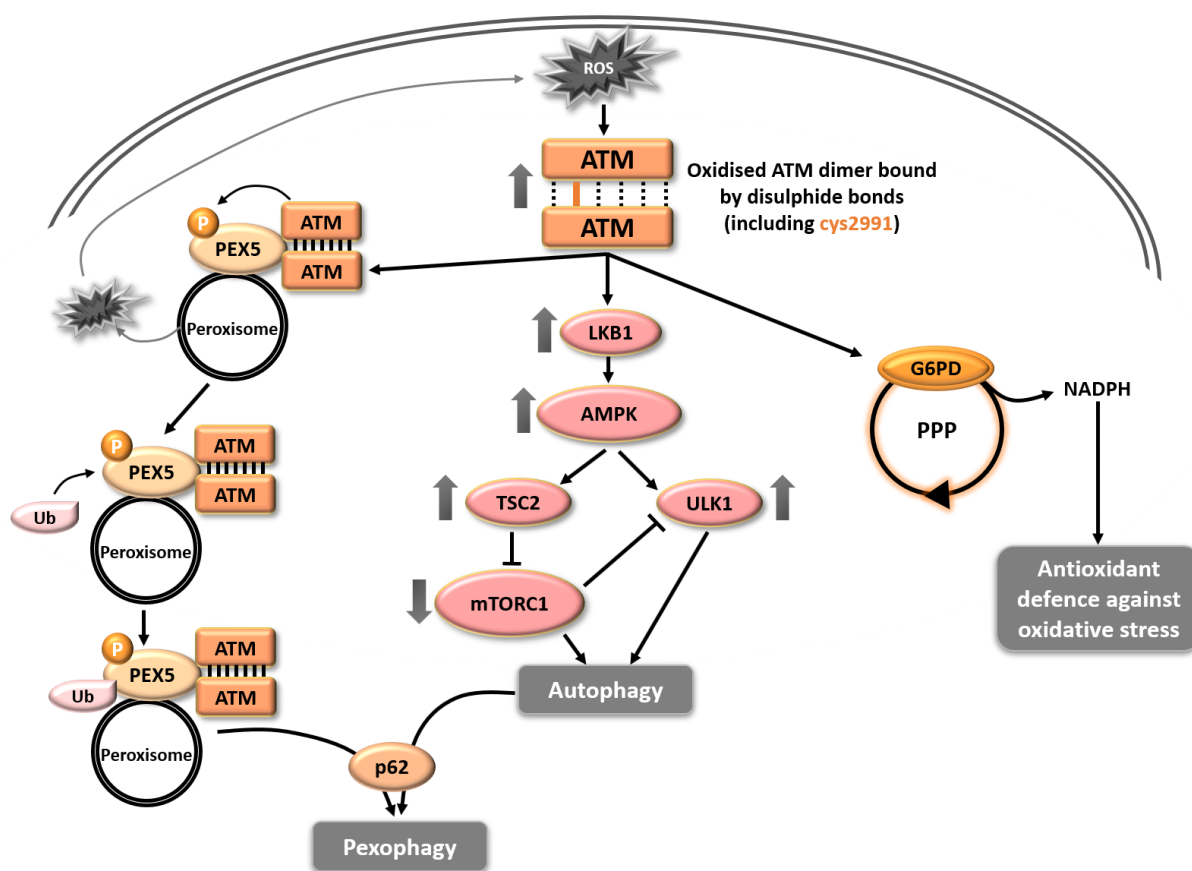 ROS
ATM
ATM
Oxidised ATM dimer bound
by disulphide bonds
(including cys2991)
P
PEX5
ATM
ATM
Peroxisome
LKB1
AMPK
TSC2
ULK1
mTORC1
Autophagy
G6PD
PPP
NADPH
Antioxidant
defence against
oxidative stress
P
PEX5
ATM
ATM
Ub
Peroxisome
P
PEX5
ATM
ATM
Ub
Peroxisome
p62
Pexophagy